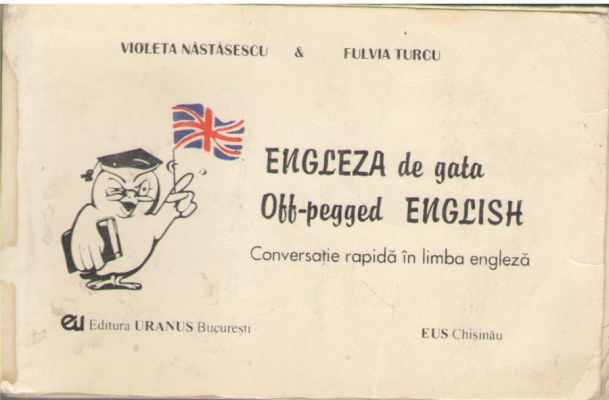 VIOLETA NĂSTĂSESCU & FULVIA TURCU
ENGLEZA de gata
Off-pegged ENGLISH
Conversație rapidă în limba engleză
eu Editura URANUS București
EUS Chișinău